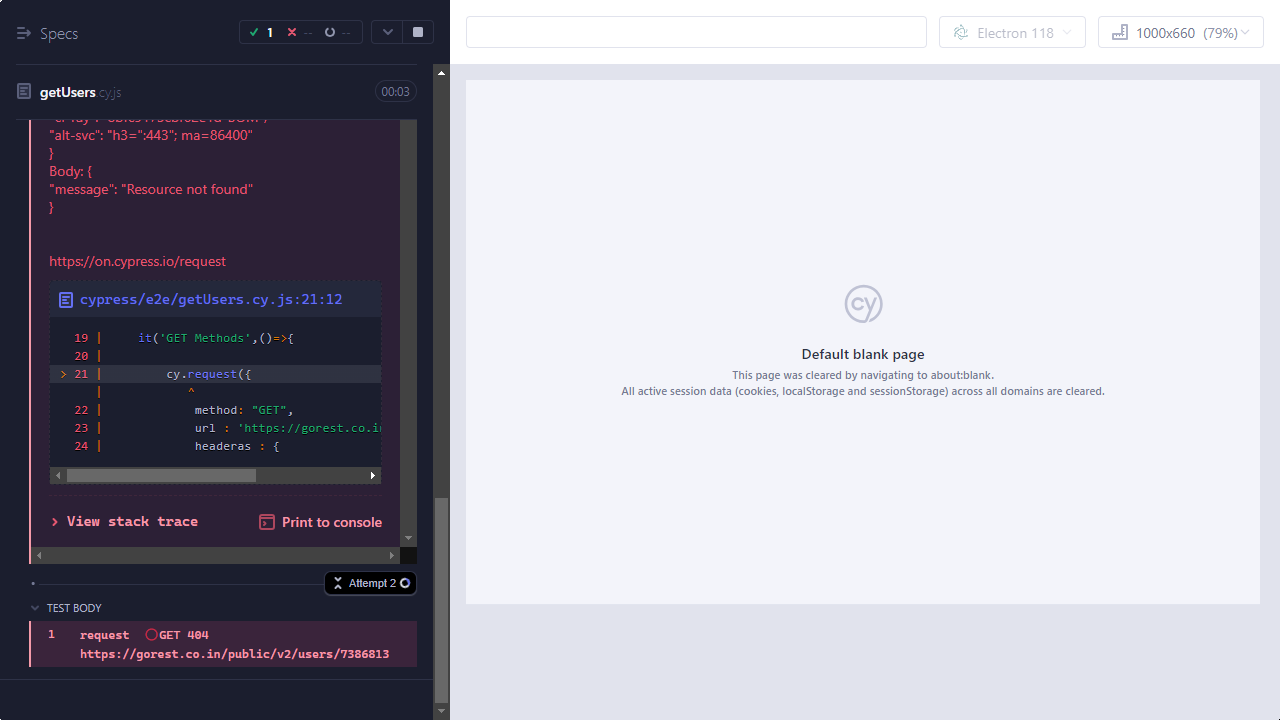 Specs
1 -- --
Electron 118
1000x660 (79%)
getUsers cy.js
00:03
"alt-svc": "h3=":443"; ma=86400"
}
Body: {
"message": "Resource not found"
}
https://on.cypress.io/request
cypress/e2e/getUsers.cy.js:21:12
19 | it('GET Methods',()=>{
20 |
> 21 | cy.request({
| ^
22 | method: "GET",
23 | url : 'https://gorest.co.in
24 | headeras : {
> View stack trace
Print to console
Attempt 2
TEST BODY
1 request GET 404
https://gorest.co.in/public/v2/users/7386813
cy
Default blank page
This page was cleared by navigating to about:blank.
All active session data (cookies, localStorage and sessionStorage) across all domains are cleared.